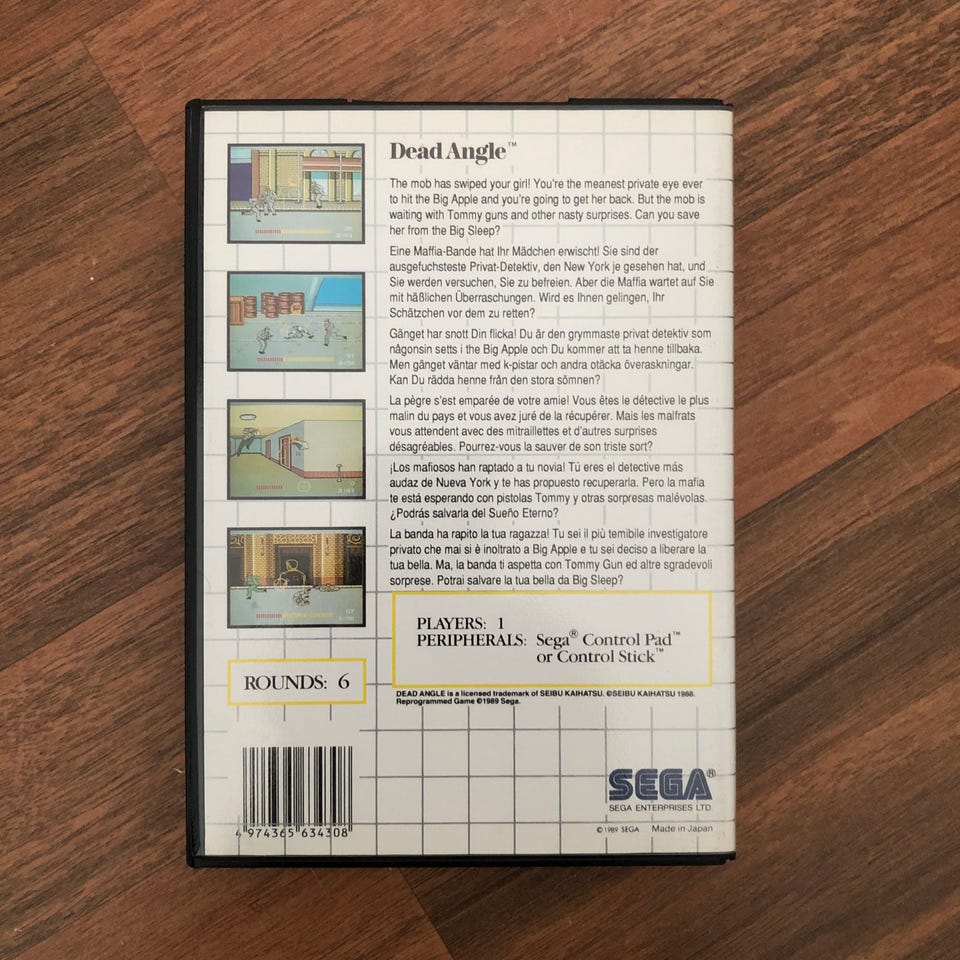 Dead Angle™
The mob has swiped your girl! You're the meanest private eye ever
to hit the Big Apple and you're going to get her back. But the mob is
waiting with Tommy guns and other nasty surprises. Can you save
her from the Big Sleep?
Eine Maffia-Bande hat Ihr Mädchen erwischt! Sie sind der
ausgefuchsteste Privat-Detektiv, den New York je gesehen hat, und
Sie werden versuchen, Sie zu befreien. Aber die Maffia wartet auf Sie
mit häßlichen Überraschungen. Wird es Ihnen gelingen, Ihr
Schätzchen vor dem zu retten?
Gänget har snott Din flicka! Du är den grymmaste privat detektiv som
någonsin setts i the Big Apple och Du kommer att ta henne tillbaka.
Men gänget väntar med k-pistar och andra otäcka överaskningar.
Kan Du rädda henne från den stora sömnen?
La pègre s'est emparée de votre amie! Vous êtes le détective le plus
malin du pays et vous avez juré de la récupérer. Mais les malfrats
vous attendent avec des mitraillettes et d'autres surprises
désagréables. Pourrez-vous la sauver de son triste sort?
¡Los mafiosos han raptado a tu novia! Tú eres el detective más
audaz de Nueva York y te has propuesto recuperarla. Pero la mafia
te está esperando con pistolas Tommy y otras sorpresas malévolas.
¿Podrás salvarla del Sueño Eterno?
La banda ha rapito la tua ragazza! Tu sei il più temibile investigatore
privato che mai si è inoltrato a Big Apple e tu sei deciso a liberare la
tua bella. Ma, la banda ti aspetta con Tommy Gun ed altre sgradevoli
sorprese. Potrai salvare la tua bella da Big Sleep?
PLAYERS: 1
PERIPHERALS: Sega® Control Pad™
or Control Stick™
ROUNDS: 6
DEAD ANGLE is a licensed trademark of SEIBU KAIHATSU. ©SEIBU KAIHATSU 1988.
Reprogrammed Game ©1989 Sega.
SEGA®
SEGA ENTERPRISES LTD.
© 1989 SEGA Made in Japan
4 974365 634308